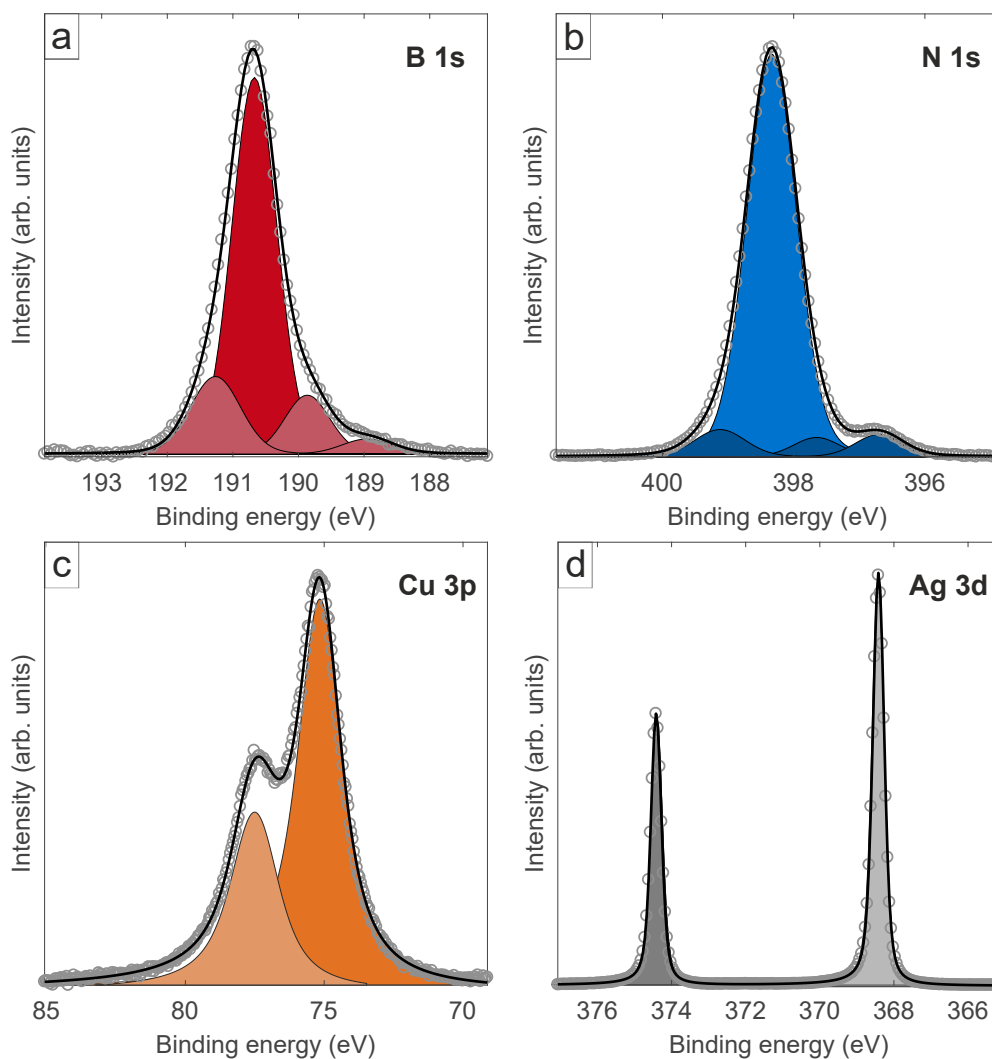 a
B 1s
Intensity (arb. units)
193 192 191 190 189 188
Binding energy (eV)
b
N 1s
Intensity (arb. units)
400 398 396
Binding energy (eV)
c
Cu 3p
Intensity (arb. units)
85 80 75 70
Binding energy (eV)
d
Ag 3d
Intensity (arb. units)
376 374 372 370 368 366
Binding energy (eV)